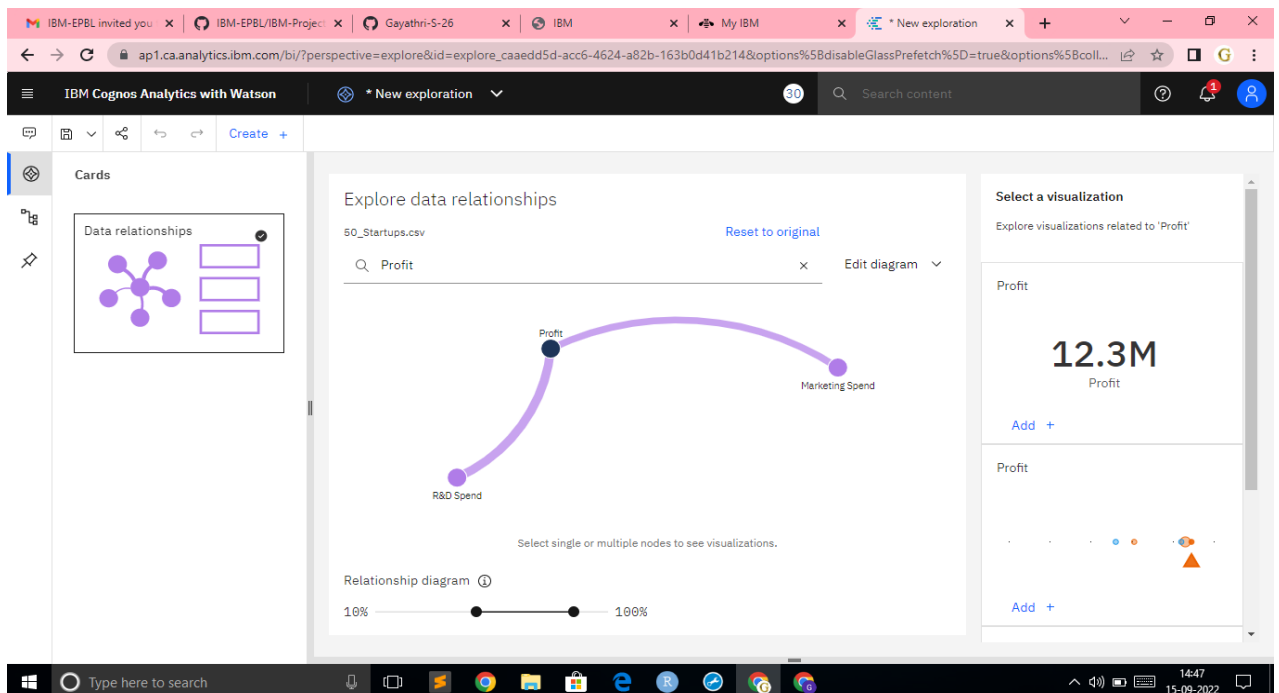 IBM-EPBL invited you
IBM-EPBL/IBM-Project
Gayathri-S-26
IBM
My IBM
* New exploration
ap1.ca.analytics.ibm.com/bi/?perspective=explore&id=explore_caaedd5d-acc6-4624-a82b-163b0d41b214&options%5BdisableGlassPrefetch%5D=true&options%5Bcoll...
G
IBM Cognos Analytics with Watson
* New exploration
30
Search content
1
Create +
Cards
Data relationships
Explore data relationships
50_Startups.csv
Reset to original
Profit
Edit diagram
Profit
Marketing Spend
R&D Spend
Select single or multiple nodes to see visualizations.
Relationship diagram
10%
100%
Select a visualization
Explore visualizations related to 'Profit'
Profit
12.3M
Profit
Add +
Profit
Add +
Type here to search
R
G
G
14:47
15-09-2022